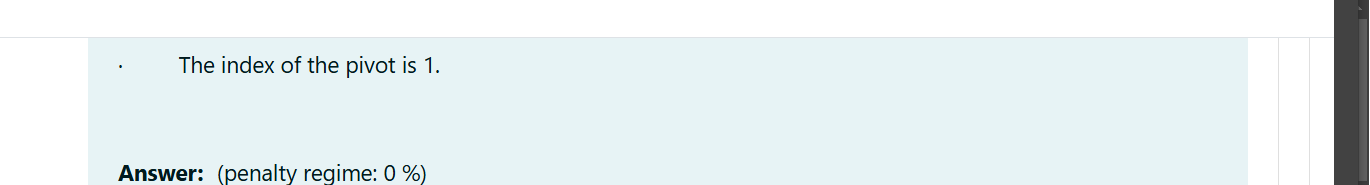 · The index of the pivot is 1.
Answer: (penalty regime: 0 %)